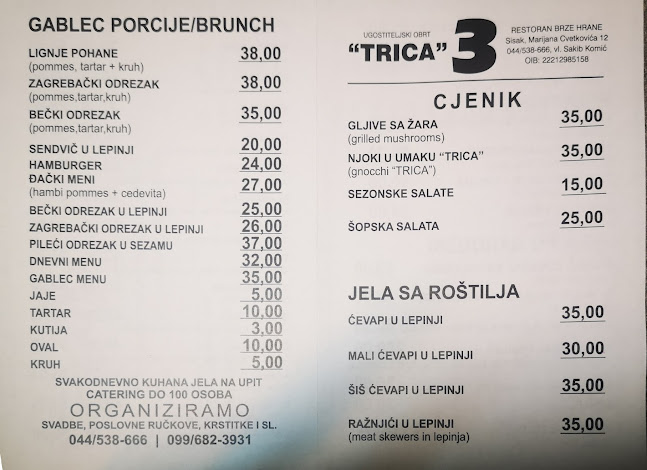 GABLEC PORCIJE/BRUNCH
LIGNJE POHANE 38,00
(pommes, tartar + kruh)
ZAGREBAČKI ODREZAK 38,00
(pommes,tartar,kruh)
BEČKI ODREZAK 35,00
(pommes,tartar,kruh)
SENDVIČ U LEPINJI 20,00
HAMBURGER 24,00
ĐAČKI MENI 27,00
(hambi pommes + cedevita)
BEČKI ODREZAK U LEPINJI 25,00
ZAGREBAČKI ODREZAK U LEPINJI 26,00
PILEĆI ODREZAK U SEZAMU 37,00
DNEVNI MENU 32,00
GABLEC MENU 35,00
JAJE 5,00
TARTAR 10,00
KUTIJA 3,00
OVAL 10,00
KRUH 5,00
SVAKODNEVNO KUHANA JELA NA UPIT
CATERING DO 100 OSOBA
ORGANIZIRAMO
SVADBE, POSLOVNE RUČKOVE, KRSTITKE I SL.
044/538-666 | 099/682-3931
UGOSTITELJSKI OBRT
"TRICA" 3
RESTORAN BRZE HRANE
Sisak, Marijana Cvetkovića 12
044/538-666, vl. Sakib Komić
OIB: 22212985158
CJENIK
GLJIVE SA ŽARA 35,00
(grilled mushrooms)
NJOKI U UMAKU "TRICA" 35,00
(gnocchi "TRICA")
SEZONSKE SALATE 15,00
ŠOPSKA SALATA 25,00
JELA SA ROŠTILJA
ĆEVAPI U LEPINJI 35,00
MALI ĆEVAPI U LEPINJI 30,00
ŠIŠ ĆEVAPI U LEPINJI 35,00
RAŽNJIĆI U LEPINJI 35,00
(meat skewers in lepinja)